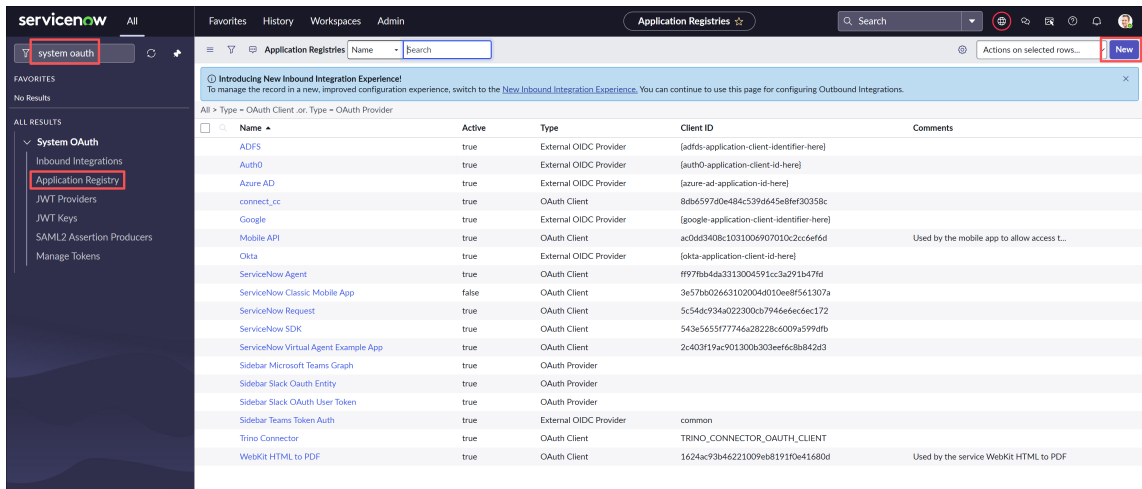 servicenow All Favorites History Workspaces Admin Application Registries ☆ Search
system oauth
FAVORITES
No Results
ALL RESULTS
System OAuth
Inbound Integrations
Application Registry
JWT Providers
JWT Keys
SAML2 Assertion Producers
Manage Tokens
Application Registries Name Search Actions on selected rows... New
Introducing New Inbound Integration Experience!
To manage the record in a new, improved configuration experience, switch to the New Inbound Integration Experience. You can continue to use this page for configuring Outbound Integrations.
All > Type = OAuth Client .or. Type = OAuth Provider
Name Active Type Client ID Comments
ADFS true External OIDC Provider {adfds-application-client-identifier-here}
Auth0 true External OIDC Provider {auth0-application-client-id-here}
Azure AD true External OIDC Provider {azure-ad-application-id-here}
connect_cc true OAuth Client 8db6597d0e484c539d645e8fef30358c
Google true External OIDC Provider {google-application-client-identifier-here}
Mobile API true OAuth Client ac0dd3408c1031006907010c2cc6ef6d Used by the mobile app to allow access t...
Okta true External OIDC Provider {okta-application-client-id-here}
ServiceNow Agent true OAuth Client ff97fbb4da3313004591cc3a291b47fd
ServiceNow Classic Mobile App false OAuth Client 3e57bb02663102004d010ee8f561307a
ServiceNow Request true OAuth Client 5c54dc934a022300cb7946e6ec6ec172
ServiceNow SDK true OAuth Client 543e5655f77746a28228c6009a599dfb
ServiceNow Virtual Agent Example App true OAuth Client 2c403f19ac901300b303eef6c8b842d3
Sidebar Microsoft Teams Graph true OAuth Provider
Sidebar Slack Oauth Entity true OAuth Provider
Sidebar Slack OAuth User Token true OAuth Provider
Sidebar Teams Token Auth true External OIDC Provider common
Trino Connector true OAuth Client TRINO_CONNECTOR_OAUTH_CLIENT
WebKit HTML to PDF true OAuth Client 1624ac93b46221009eb8191f0e41680d Used by the service WebKit HTML to PDF